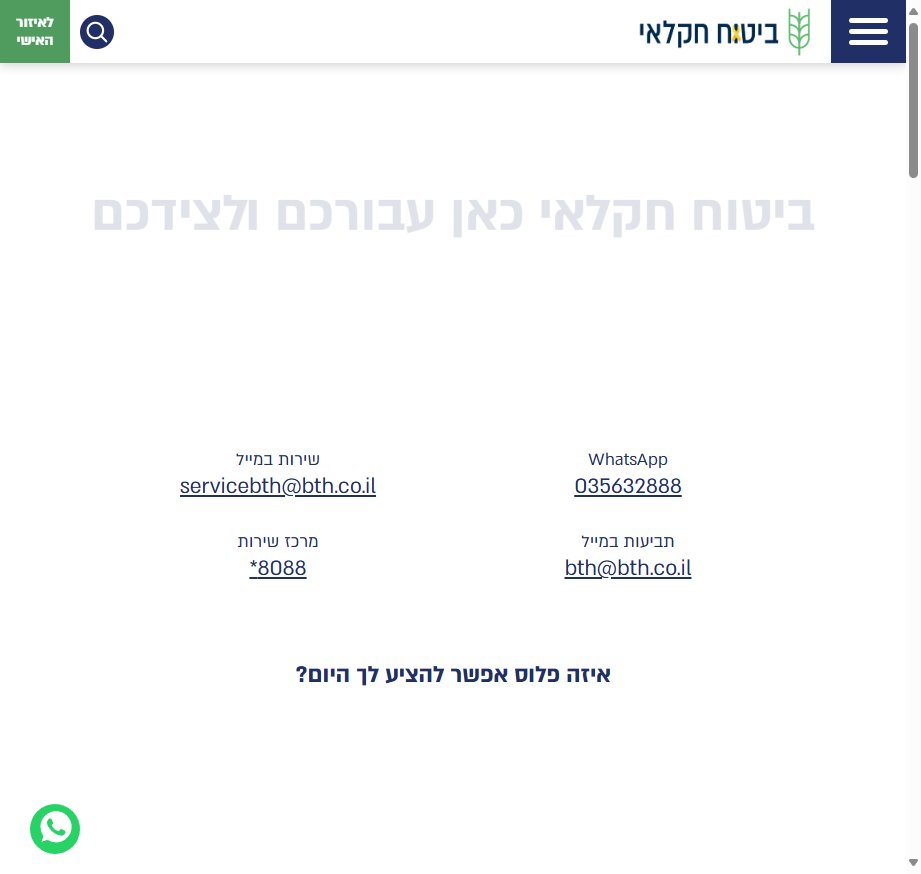 ביטוח חקלאי
לאיזור
האישי
ביטוח חקלאי כאן עבורכם ולצידכם
WhatsApp
035632888
שירות במייל
servicebth@bth.co.il
תביעות במייל
bth@bth.co.il
מרכז שירות
*8088
איזה פלוס אפשר להציע לך היום?